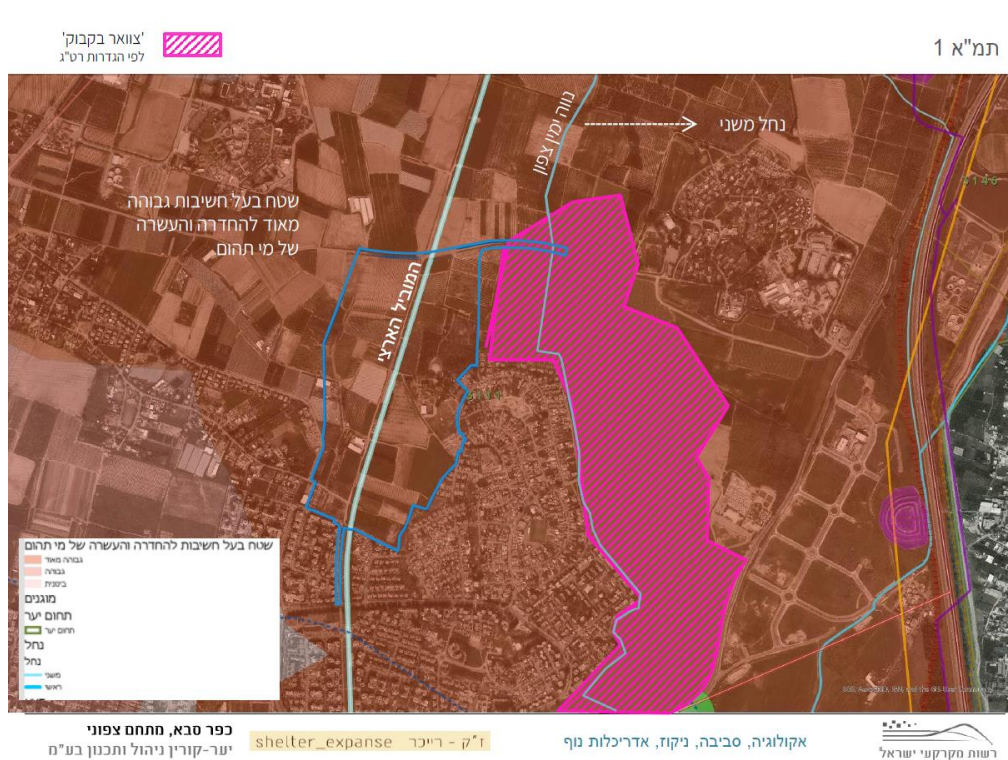 תמ"א 1
'צוואר בקבוק'
לפי הגדרות רט"ג
נווה ימין צפון
נחל משני
שטח בעל חשיבות גבוהה
מאוד להחדרה והעשרה
של מי תהום
המוביל הארצי
שטח בעל חשיבות להחדרה והעשרה של מי תהום
גבוהה מאוד
גבוהה
בינונית
מוגנים
תחום יער
תחום יער
נחל
נחל
משני
ראשי
רשות מקרקעי ישראל
אקולוגיה, סביבה, ניקוז, אדריכלות נוף
ז"ק - רייכר shelter_expanse
כפר סבא, מתחם צפוני
יער-קורין ניהול ותכנון בע"מ